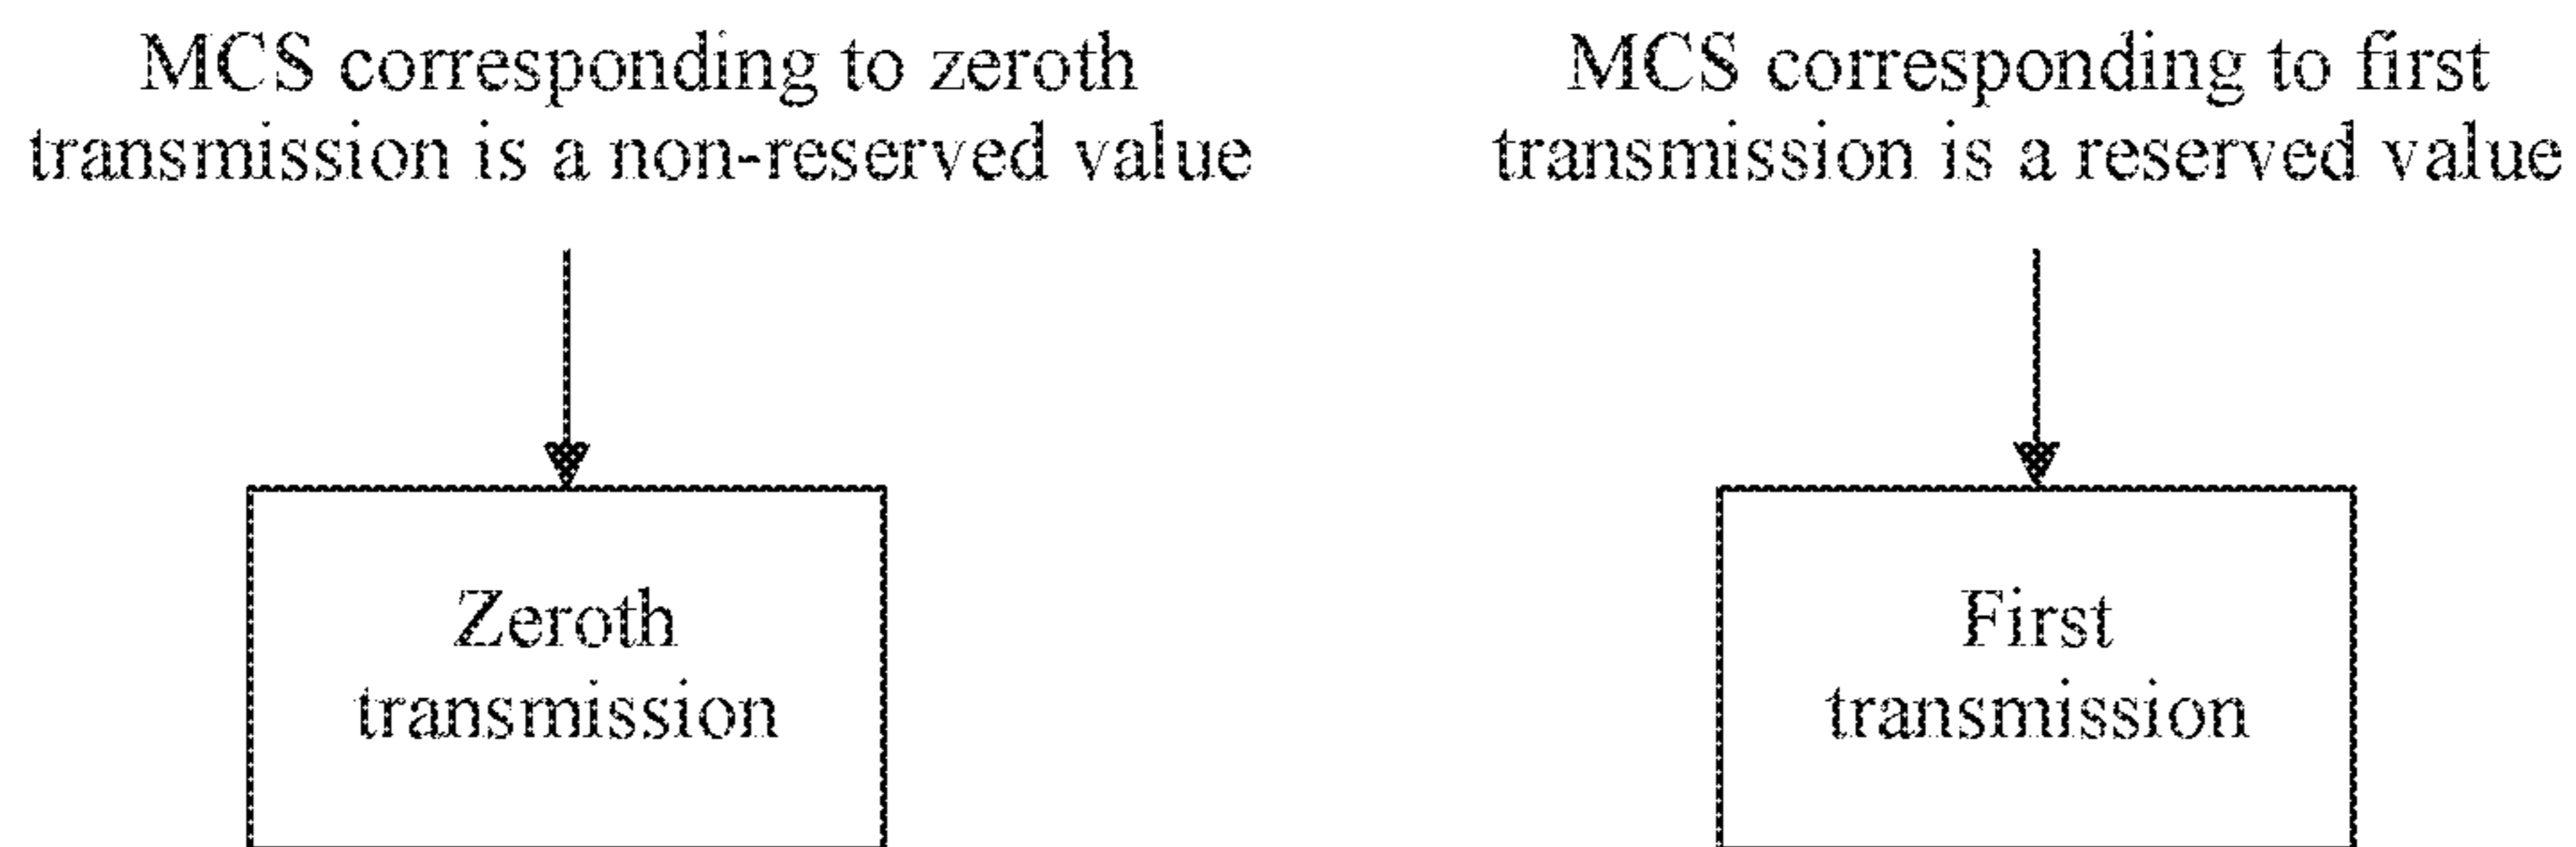 MCS corresponding to zeroth
transmission is a non-reserved value
MCS corresponding to first
transmission is a reserved value
Zeroth
transmission
First
transmission